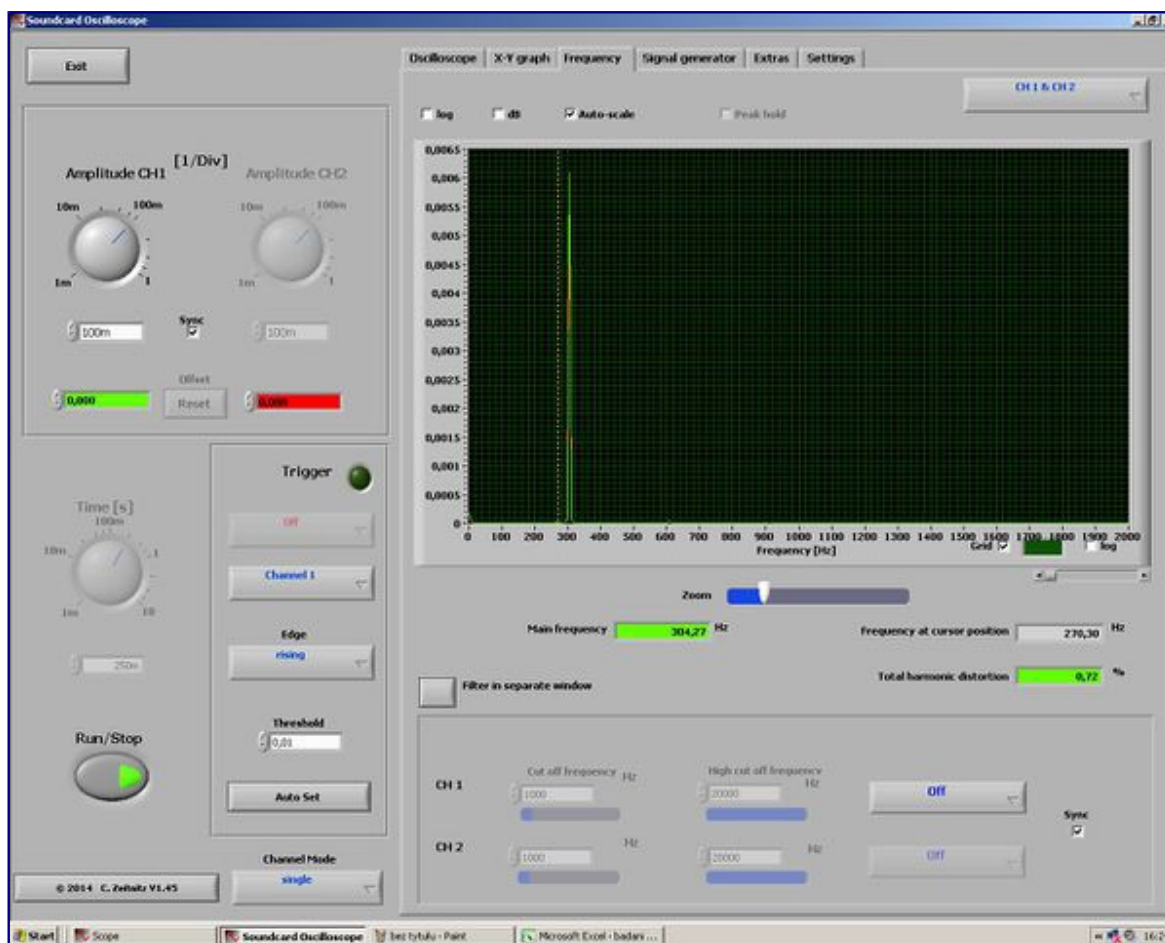 Soundcard Oscilloscope
Exit
Oscilloscope X-Y graph Frequency Signal generator Extras Settings
CH 1 & CH 2
log dB Auto-scale Peak hold
[1/Div]
Amplitude CH1 Amplitude CH2
10m 100m 10m 100m
1m 1 1m 1
100m Sync 100m
Offset
0,000 Reset 0,000
0,0065
0,006
0,0055
0,005
0,0045
0,004
0,0035
0,003
0,0025
0,002
0,0015
0,001
0,0005
0
0 100 200 300 400 500 600 700 800 900 1000 1100 1200 1300 1400 1500 1600 1700 1800 1900 2000
Frequency [Hz] Grid log
Zoom
Main frequency 304,27 Hz
Frequency at cursor position 270,30 Hz
Total harmonic distortion 0,72 %
Filter in separate window
Trigger
Off
Channel 1
Edge
rising
Threshold
0,01
Auto Set
Time [s]
100m
10m 1
1m 10
250m
Run/Stop
Cut off frequency Hz High cut off frequency Hz
CH 1 1000 20000 Off
Sync
Hz Hz
CH 2 1000 20000 Off
Channel Mode
single
© 2014 C. Zeitnitz V1.45
Start Scope Soundcard Oscilloscope bez tytułu - Paint Microsoft Excel - badani ...